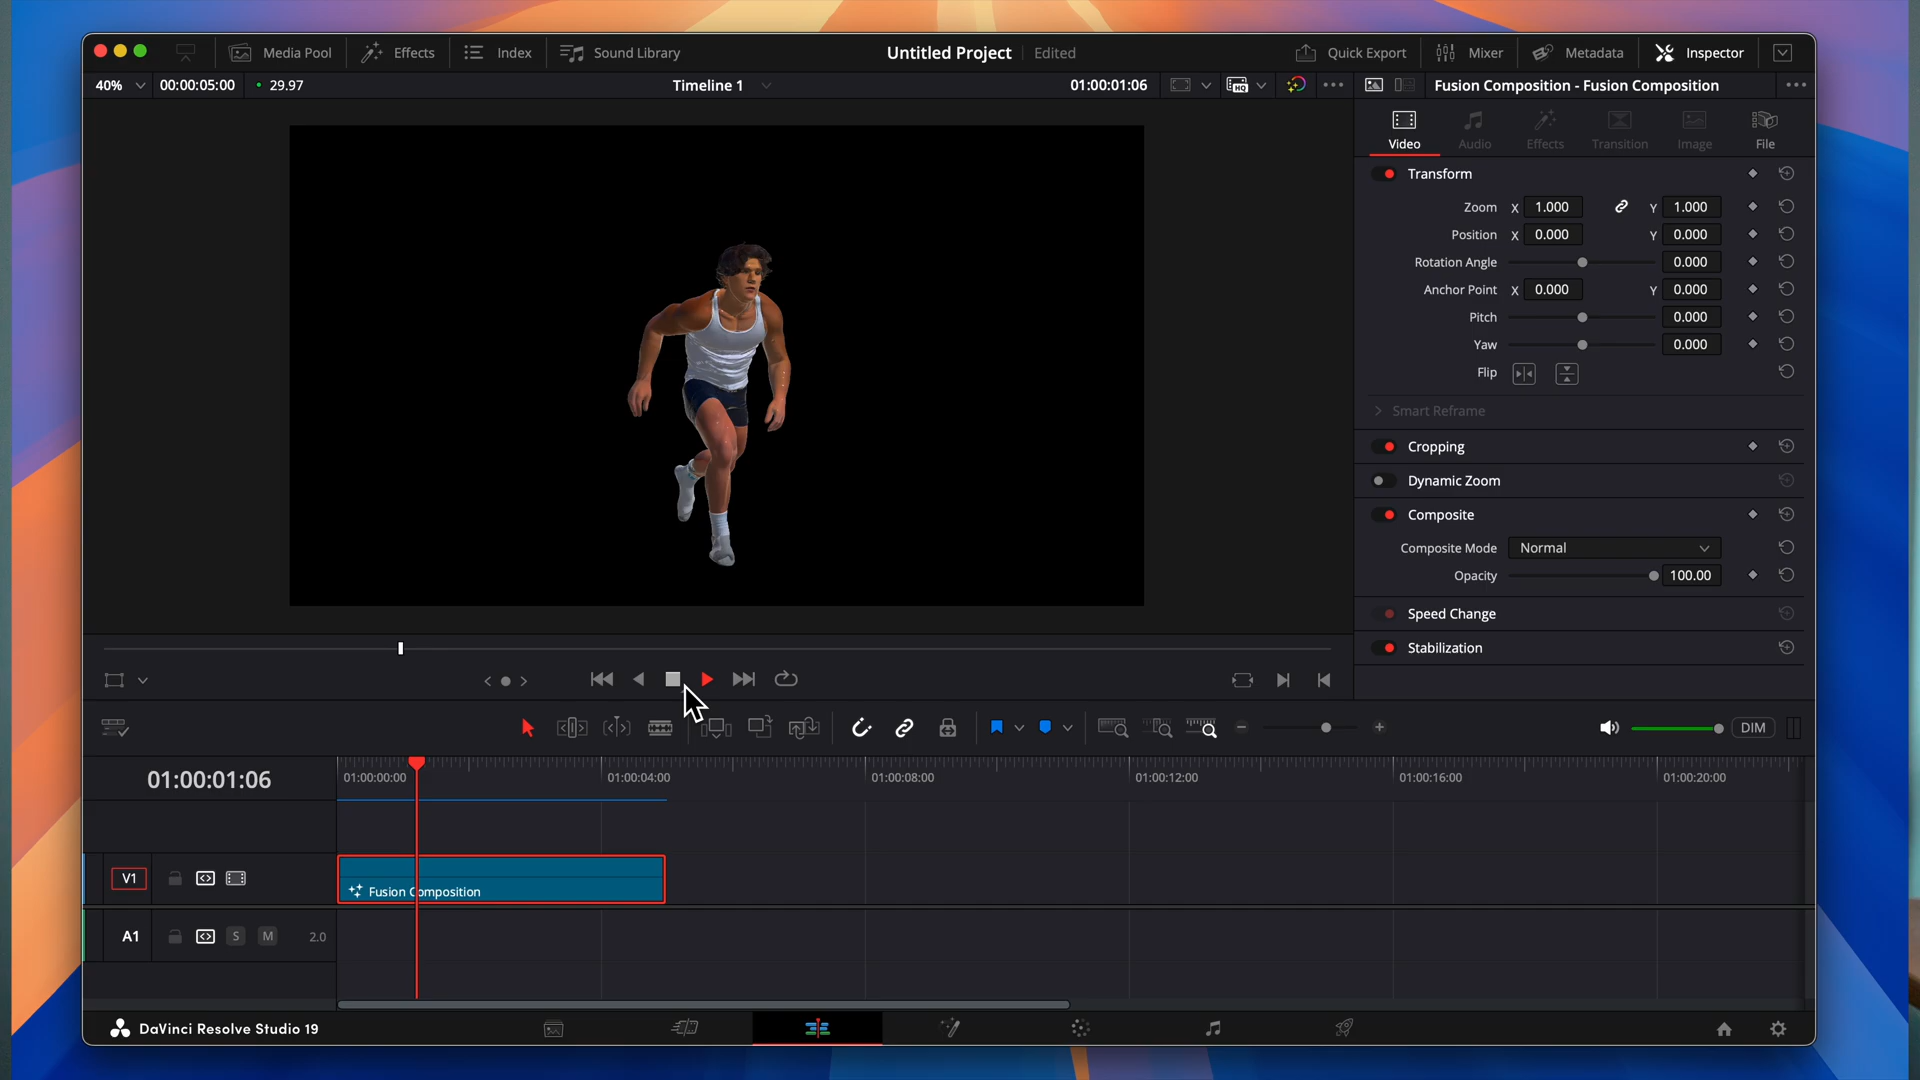 Media Pool Effects Index Sound Library Untitled Project Edited Quick Export Mixer Metadata Inspector
40% 00:00:05:00 29.97 Timeline 1 01:00:01:06 HQ Fusion Composition - Fusion Composition
Video Audio Effects Transition Image File
Transform
Zoom X 1.000 Y 1.000
Position X 0.000 Y 0.000
Rotation Angle 0.000
Anchor Point X 0.000 Y 0.000
Pitch 0.000
Yaw 0.000
Flip
Smart Reframe
Cropping
Dynamic Zoom
Composite
Composite Mode Normal
Opacity 100.00
Speed Change
Stabilization
DIM
01:00:01:06 01:00:00:00 01:00:04:00 01:00:08:00 01:00:12:00 01:00:16:00 01:00:20:00
V1 Fusion Composition
A1 S M 2.0
DaVinci Resolve Studio 19